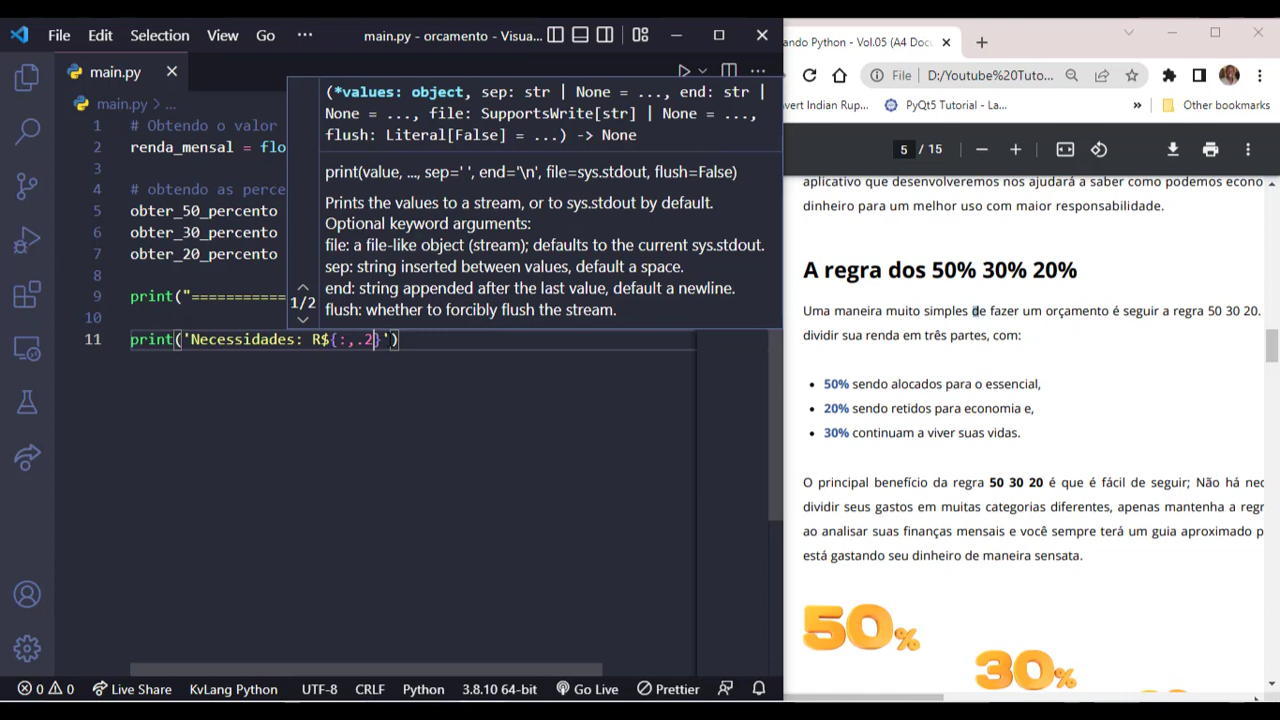 File Edit Selection View Go ··· main.py - orcamento - Visua...
main.py
main.py > ...
1 # Obtendo o valor
2 renda_mensal = flo
3
4 # obtendo as perce
5 obter_50_percento
6 obter_30_percento
7 obter_20_percento
8
9 print("============
10
11 print('Necessidades: R${:,.2}')
(*values: object, sep: str | None = ..., end: str |
None = ..., file: SupportsWrite[str] | None = ...,
flush: Literal[False] = ...) -> None
print(value, ..., sep=' ', end='\n', file=sys.stdout, flush=False)
Prints the values to a stream, or to sys.stdout by default.
Optional keyword arguments:
file: a file-like object (stream); defaults to the current sys.stdout.
sep: string inserted between values, default a space.
end: string appended after the last value, default a newline.
flush: whether to forcibly flush the stream.
1/2
0 0 Live Share KvLang Python UTF-8 CRLF Python 3.8.10 64-bit Go Live Prettier
ando Python - Vol.05 (A4 Docu
File D:/Youtube%20Tuto...
vert Indian Rup... PyQt5 Tutorial - La... » Other bookmarks
5 / 15
aplicativo que desenvolveremos nos ajudará a saber como podemos econo
dinheiro para um melhor uso com maior responsabilidade.
A regra dos 50% 30% 20%
Uma maneira muito simples de fazer um orçamento é seguir a regra 50 30 20.
dividir sua renda em três partes, com:
• 50% sendo alocados para o essencial,
• 20% sendo retidos para economia e,
• 30% continuam a viver suas vidas.
O principal benefício da regra 50 30 20 é que é fácil de seguir; Não há nec
dividir seus gastos em muitas categorias diferentes, apenas mantenha a regr
ao analisar suas finanças mensais e você sempre terá um guia aproximado p
está gastando seu dinheiro de maneira sensata.
50%
30%